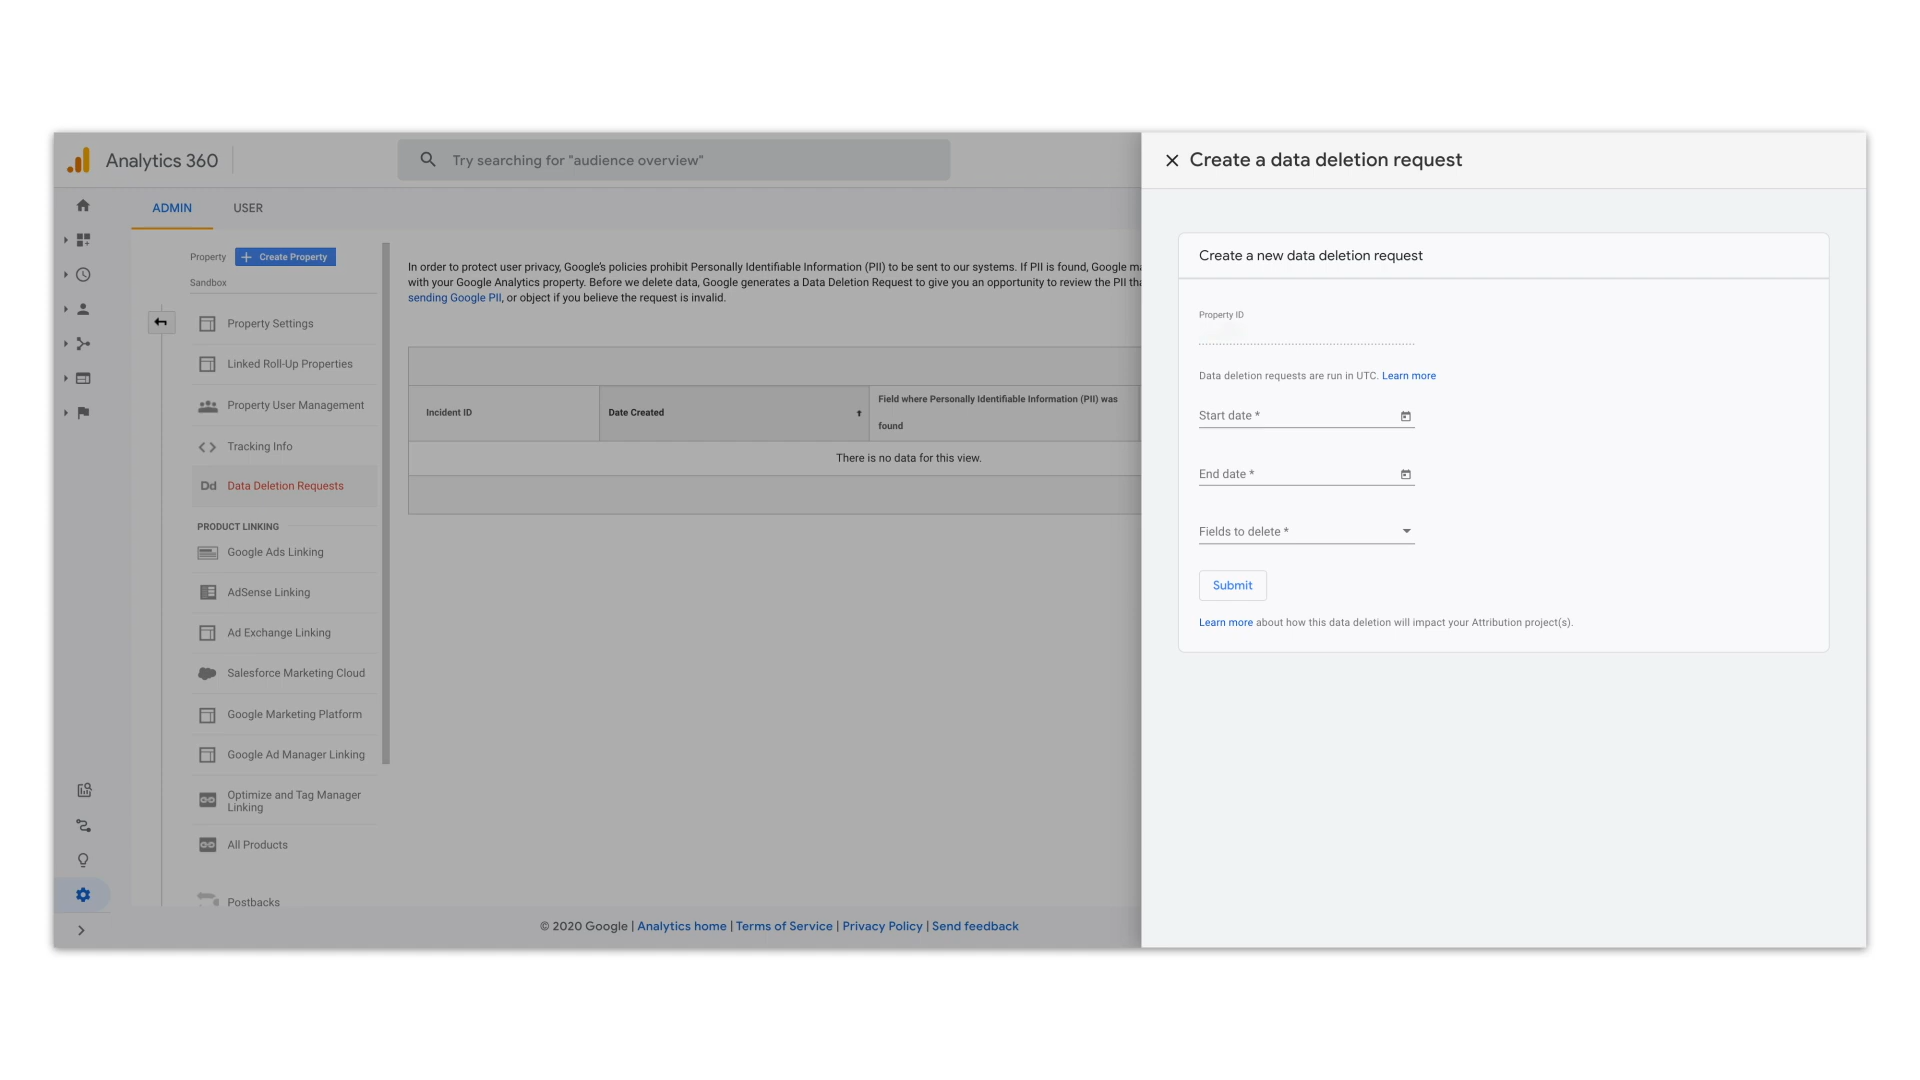 Analytics 360
Try searching for "audience overview"
ADMIN
USER
Property
Create Property
Sandbox
Property Settings
Linked Roll-Up Properties
Property User Management
Tracking Info
Dd Data Deletion Requests
PRODUCT LINKING
Google Ads Linking
AdSense Linking
Ad Exchange Linking
Salesforce Marketing Cloud
Google Marketing Platform
Google Ad Manager Linking
Optimize and Tag Manager
Linking
All Products
Postbacks
In order to protect user privacy, Google's policies prohibit Personally Identifiable Information (PII) to be sent to our systems. If PII is found, Google ma
with your Google Analytics property. Before we delete data, Google generates a Data Deletion Request to give you an opportunity to review the PII tha
sending Google PII, or object if you believe the request is invalid.
Incident ID
Date Created
Field where Personally Identifiable Information (PII) was
found
There is no data for this view.
© 2020 Google | Analytics home | Terms of Service | Privacy Policy | Send feedback
Create a data deletion request
Create a new data deletion request
Property ID
Data deletion requests are run in UTC. Learn more
Start date *
End date *
Fields to delete *
Submit
Learn more about how this data deletion will impact your Attribution project(s).